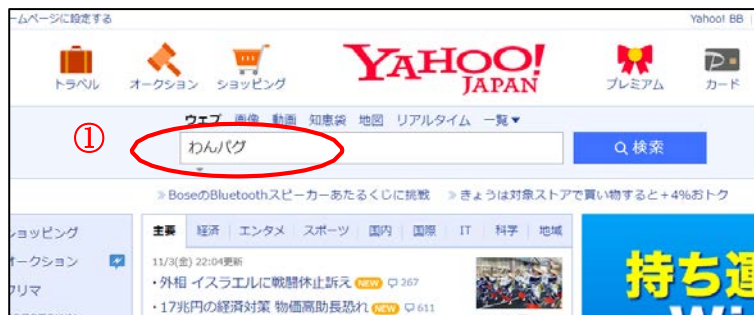 ームページに設定する
Yahoo! BB
トラベル
オークション
ショッピング
YAHOO!
JAPAN
プレミアム
カード
①
ウェブ 画像 動画 知恵袋 地図 リアルタイム 一覧▼
わんパグ
検索
≫BoseのBluetoothスピーカーあたるくじに挑戦 ≫きょうは対象ストアで買い物すると+4%おトク
ショッピング
オークション
フリマ
主要 経済 エンタメ スポーツ 国内 国際 IT 科学 地域
11/3(金) 22:04更新
・外相 イスラエルに戦闘休止訴え NEW 267
・17兆円の経済対策 物価高助長恐れ NEW 611
持ち運